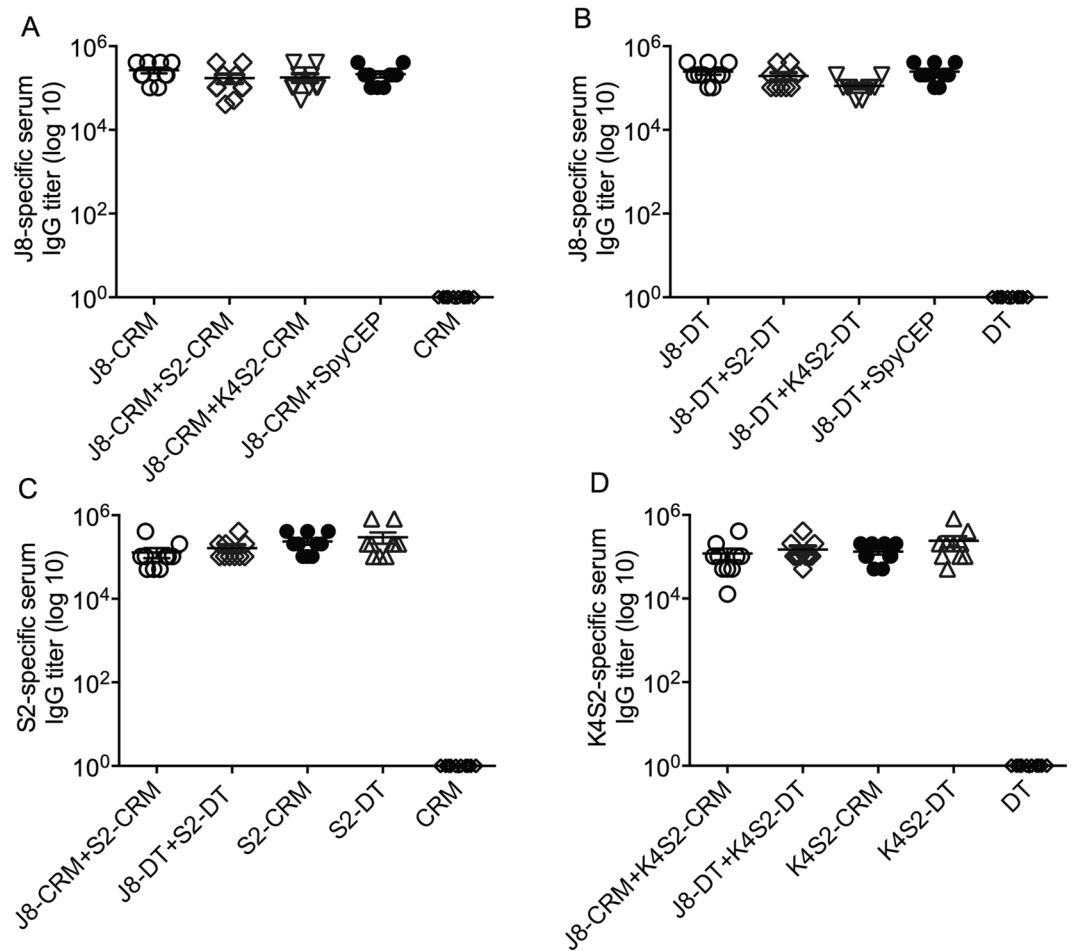 A
J8-specific serum
IgG titer (log 10)
10^6
10^4
10^2
10^0
J8-CRM
J8-CRM+S2-CRM
J8-CRM+K4S2-CRM
J8-CRM+SpyCEP
CRM
B
J8-specific serum
IgG titer (log 10)
10^6
10^4
10^2
10^0
J8-DT
J8-DT+S2-DT
J8-DT+K4S2-DT
J8-DT+SpyCEP
DT
C
S2-specific serum
IgG titer (log 10)
10^6
10^4
10^2
10^0
J8-CRM+S2-CRM
J8-DT+S2-DT
S2-CRM
S2-DT
CRM
D
K4S2-specific serum
IgG titer (log 10)
10^6
10^4
10^2
10^0
J8-CRM+K4S2-CRM
J8-DT+K4S2-DT
K4S2-CRM
K4S2-DT
DT